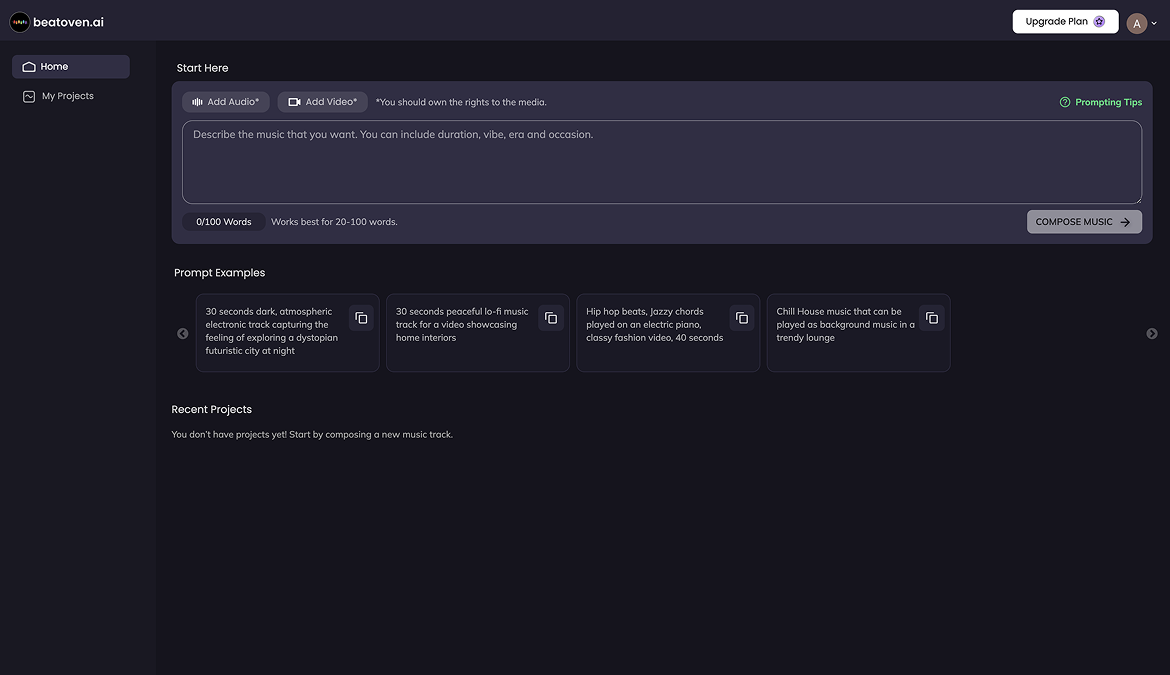 beatoven.ai
Upgrade Plan
A
Home
My Projects
Start Here
Add Audio*
Add Video*
*You should own the rights to the media.
Prompting Tips
Describe the music that you want. You can include duration, vibe, era and occasion.
0/100 Words
Works best for 20-100 words.
COMPOSE MUSIC
Prompt Examples
30 seconds dark, atmospheric
electronic track capturing the
feeling of exploring a dystopian
futuristic city at night
30 seconds peaceful lo-fi music
track for a video showcasing
home interiors
Hip hop beats, Jazzy chords
played on an electric piano,
classy fashion video, 40 seconds
Chill House music that can be
played as background music in a
trendy lounge
Recent Projects
You don't have projects yet! Start by composing a new music track.